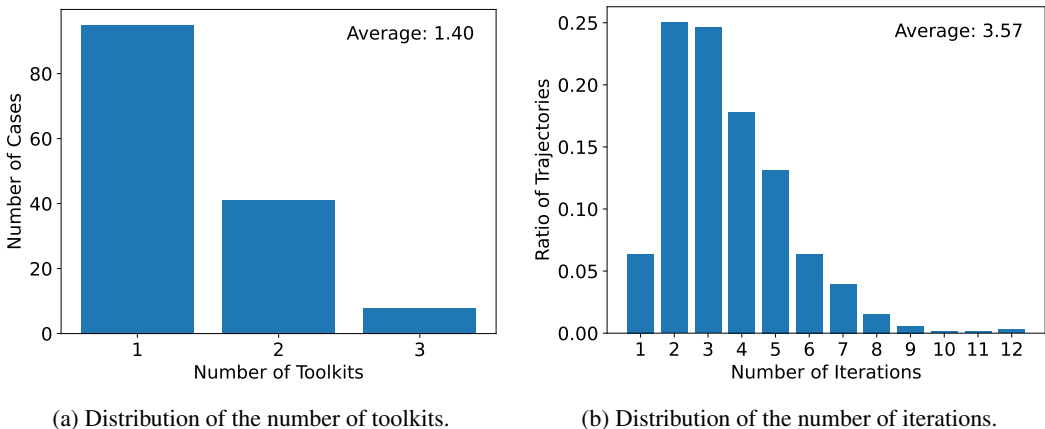 Average: 1.40
80
60
40
20
0
Number of Cases
1 2 3
Number of Toolkits
(a) Distribution of the number of toolkits.
Average: 3.57
0.25
0.20
0.15
0.10
0.05
0.00
Ratio of Trajectories
1 2 3 4 5 6 7 8 9 10 11 12
Number of Iterations
(b) Distribution of the number of iterations.